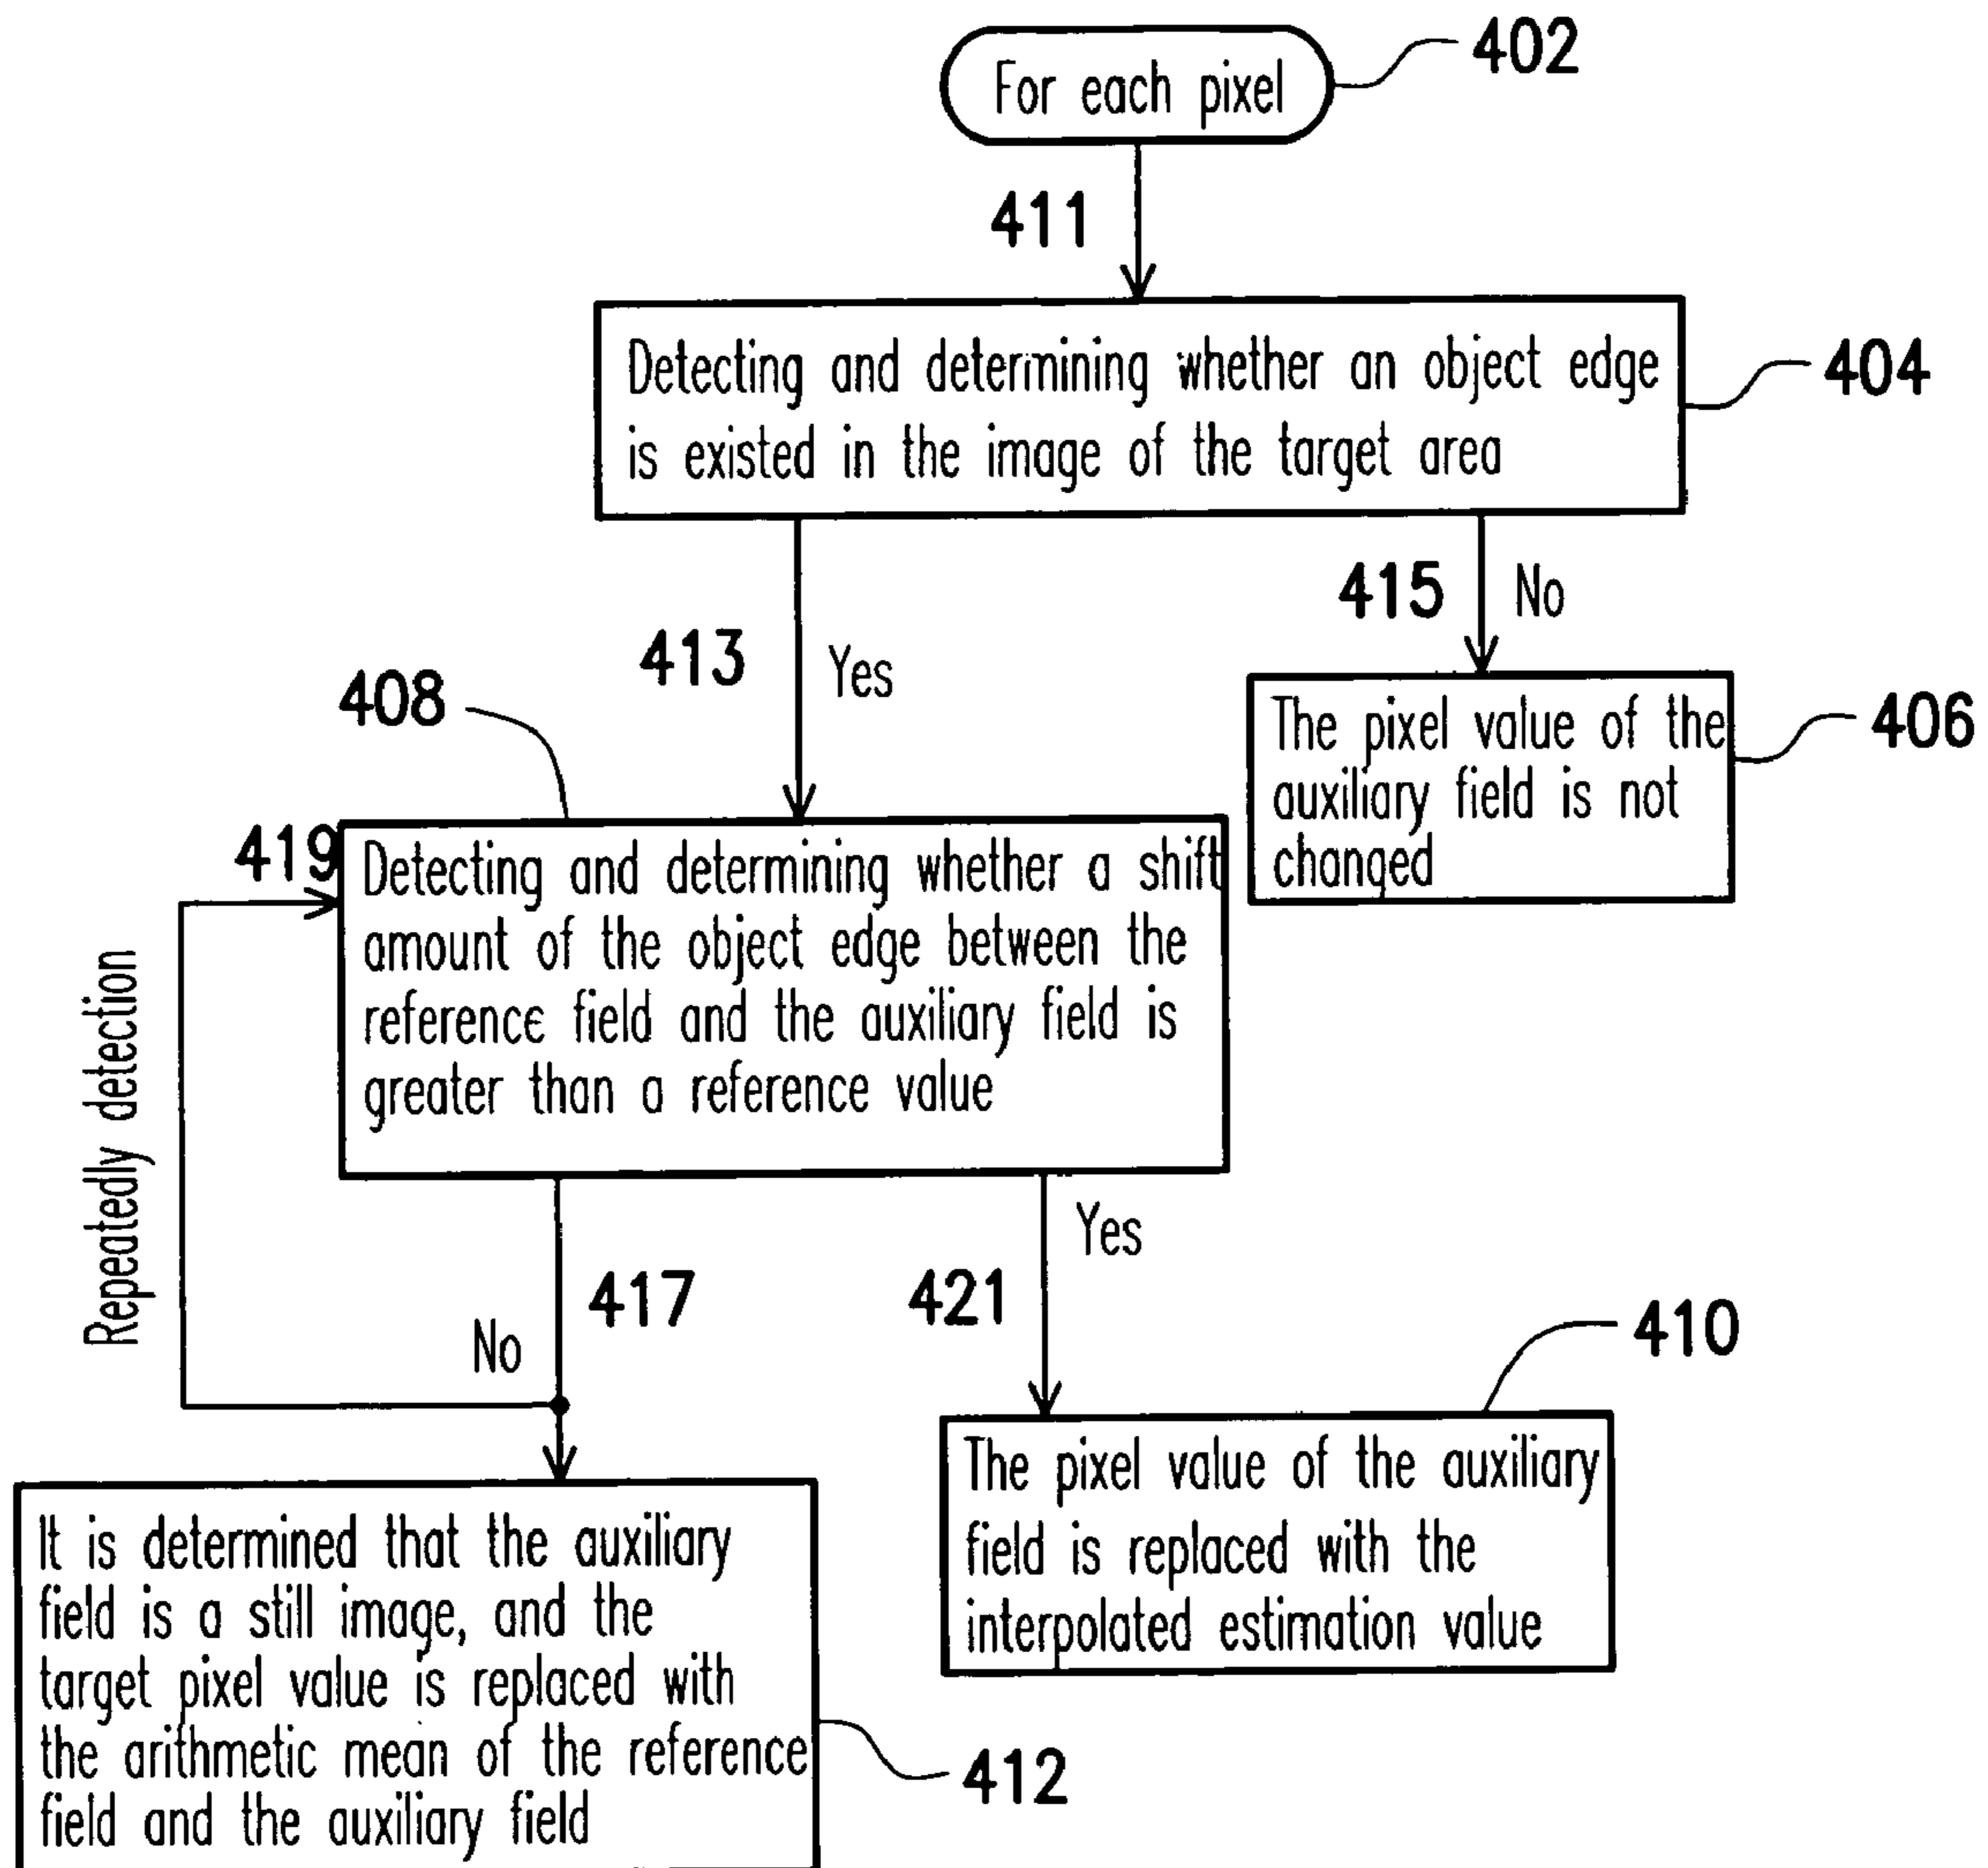 For each pixel
402
411
Detecting and determining whether an object edge
is existed in the image of the target area
404
415
No
413
Yes
The pixel value of the
auxiliary field is not
changed
406
408
419
Detecting and determining whether a shift
amount of the object edge between the
reference field and the auxiliary field is
greater than a reference value
Repeatedly detection
No
417
421
Yes
410
The pixel value of the auxiliary
field is replaced with the
interpolated estimation value
It is determined that the auxiliary
field is a still image, and the
target pixel value is replaced with
the arithmetic mean of the reference
field and the auxiliary field
412